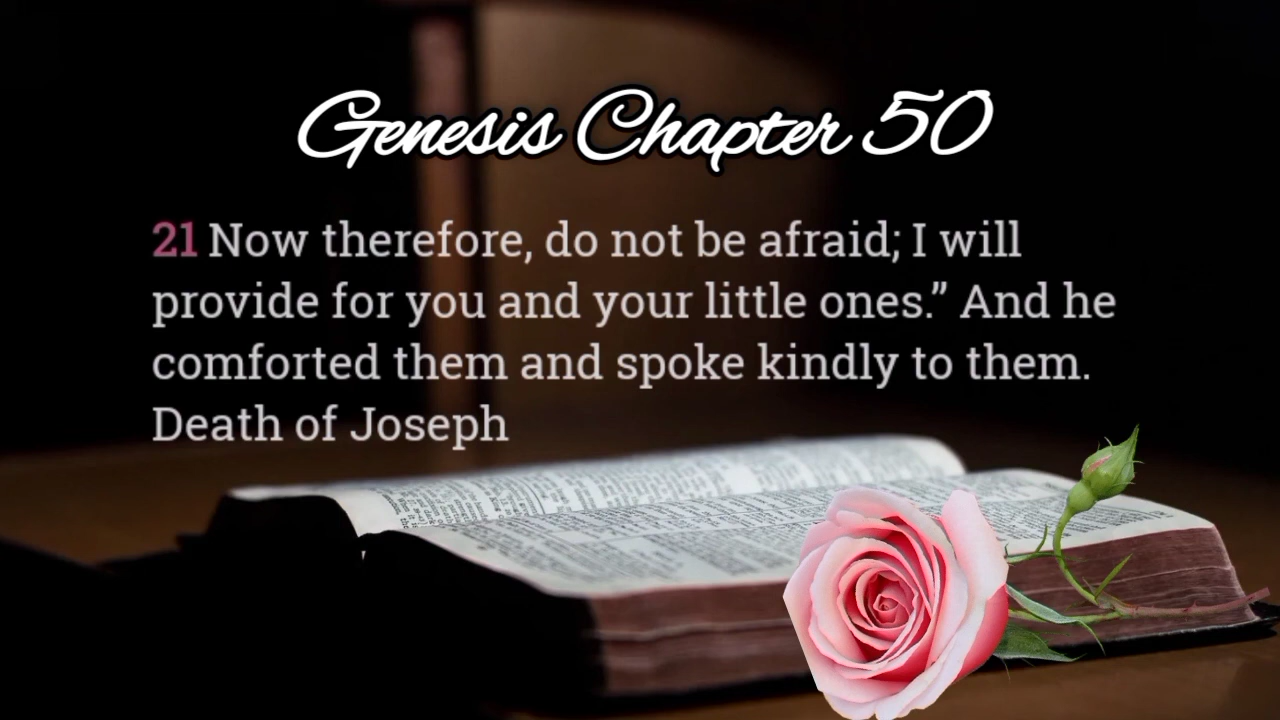 Genesis Chapter 50
21 Now therefore, do not be afraid; I will
provide for you and your little ones.” And he
comforted them and spoke kindly to them.
Death of Joseph